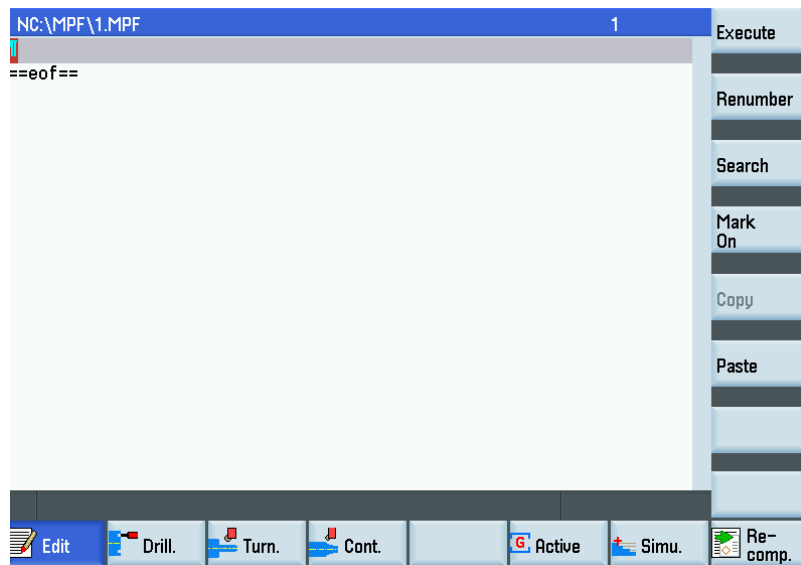 NC:\MPF\1.MPF 1
¶
==eof==
Execute
Renumber
Search
Mark
On
Copy
Paste
Edit
Drill.
Turn.
Cont.
G Active
Simu.
Re-
comp.